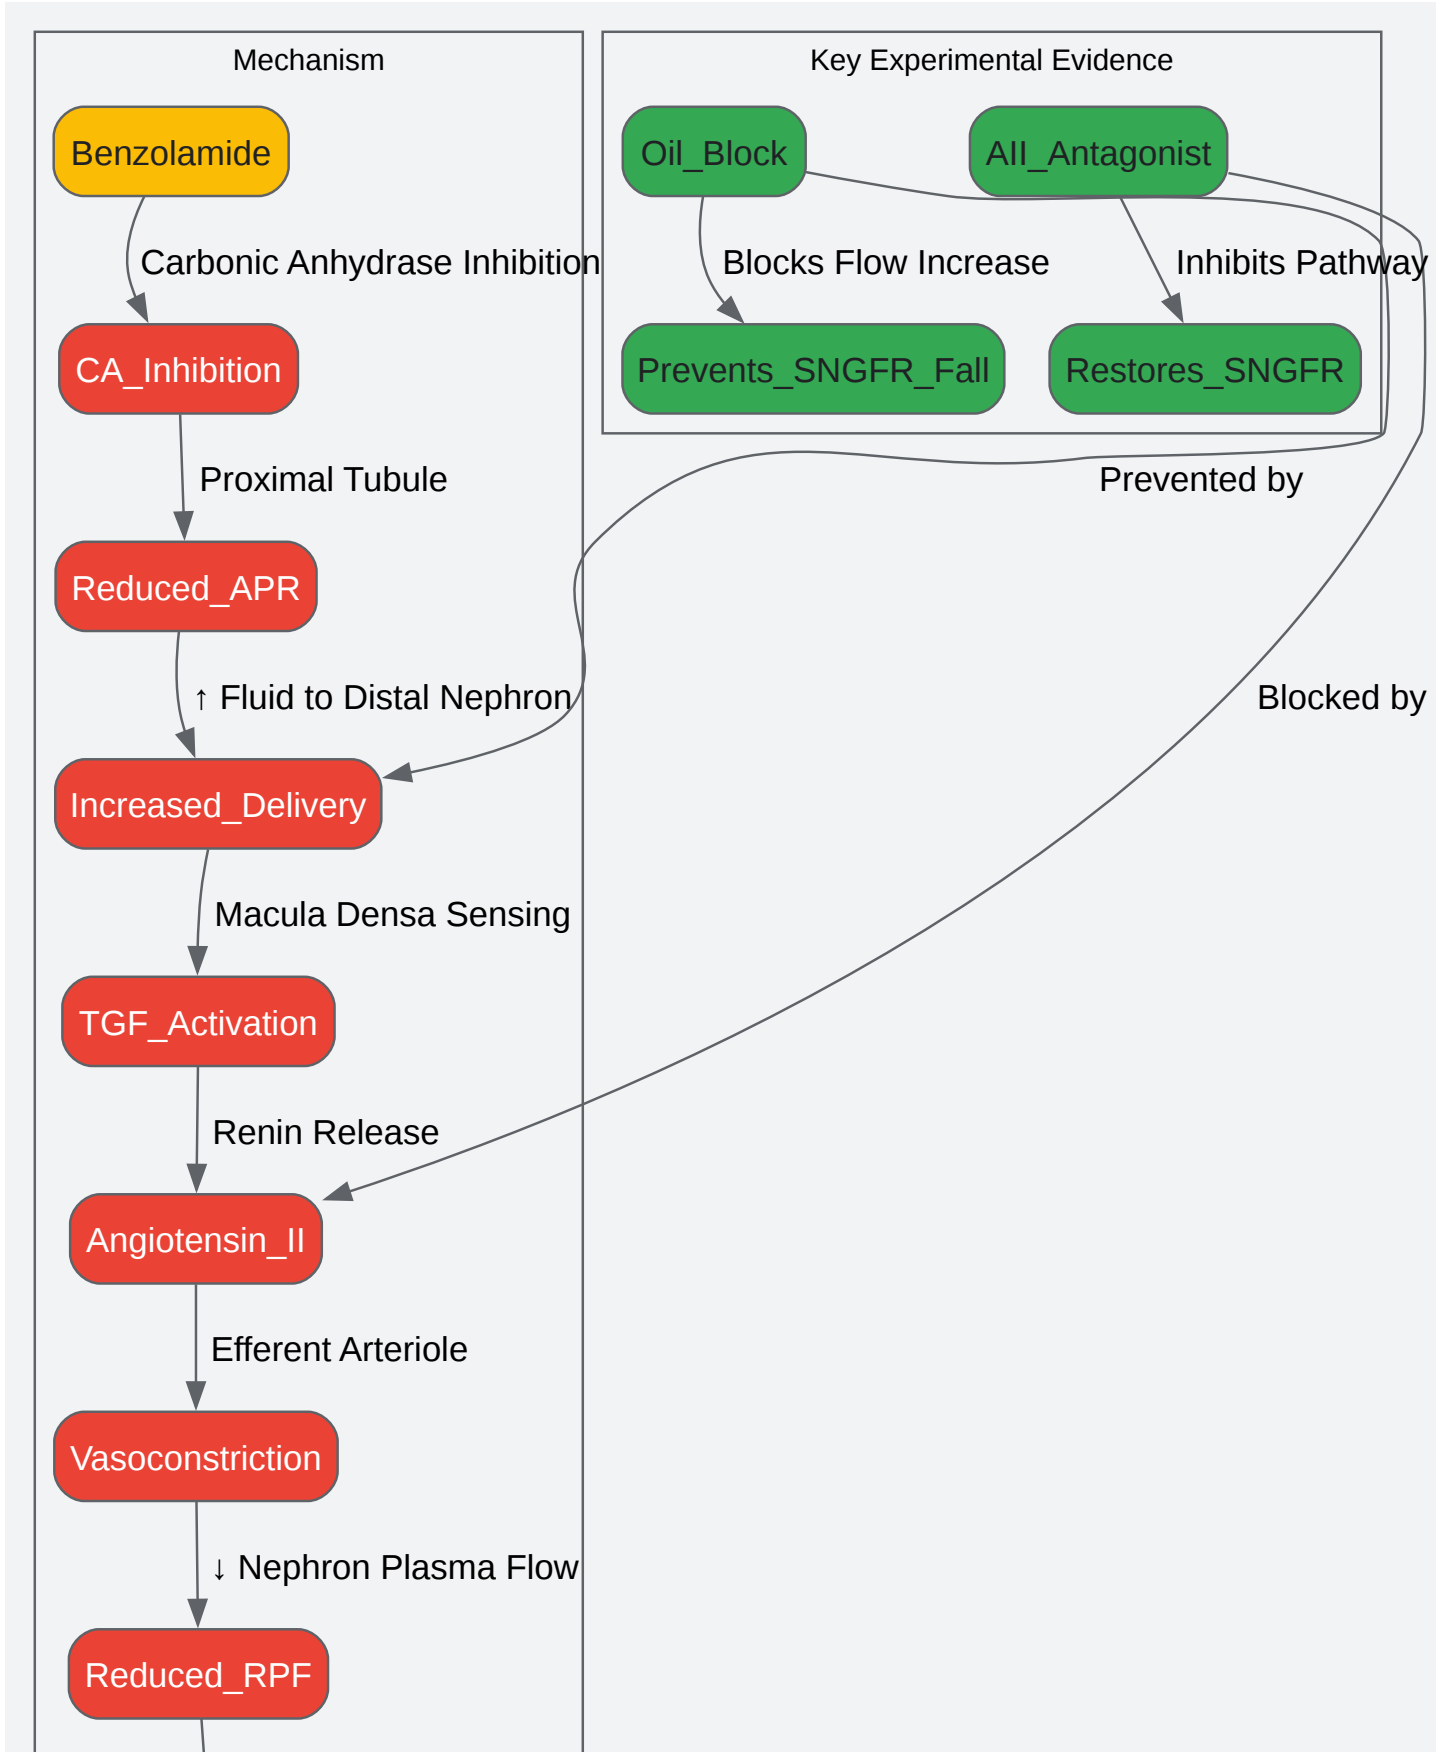 Mechanism
Benzolamide
Carbonic Anhydrase Inhibition
CA_Inhibition
Proximal Tubule
Reduced_APR
↑ Fluid to Distal Nephron
Increased_Delivery
Macula Densa Sensing
TGF_Activation
Renin Release
Angiotensin_II
Efferent Arteriole
Vasoconstriction
↓ Nephron Plasma Flow
Reduced_RPF
Key Experimental Evidence
Oil_Block
AII_Antagonist
Blocks Flow Increase
Inhibits Pathway
Prevents_SNGFR_Fall
Restores_SNGFR
Prevented by
Blocked by